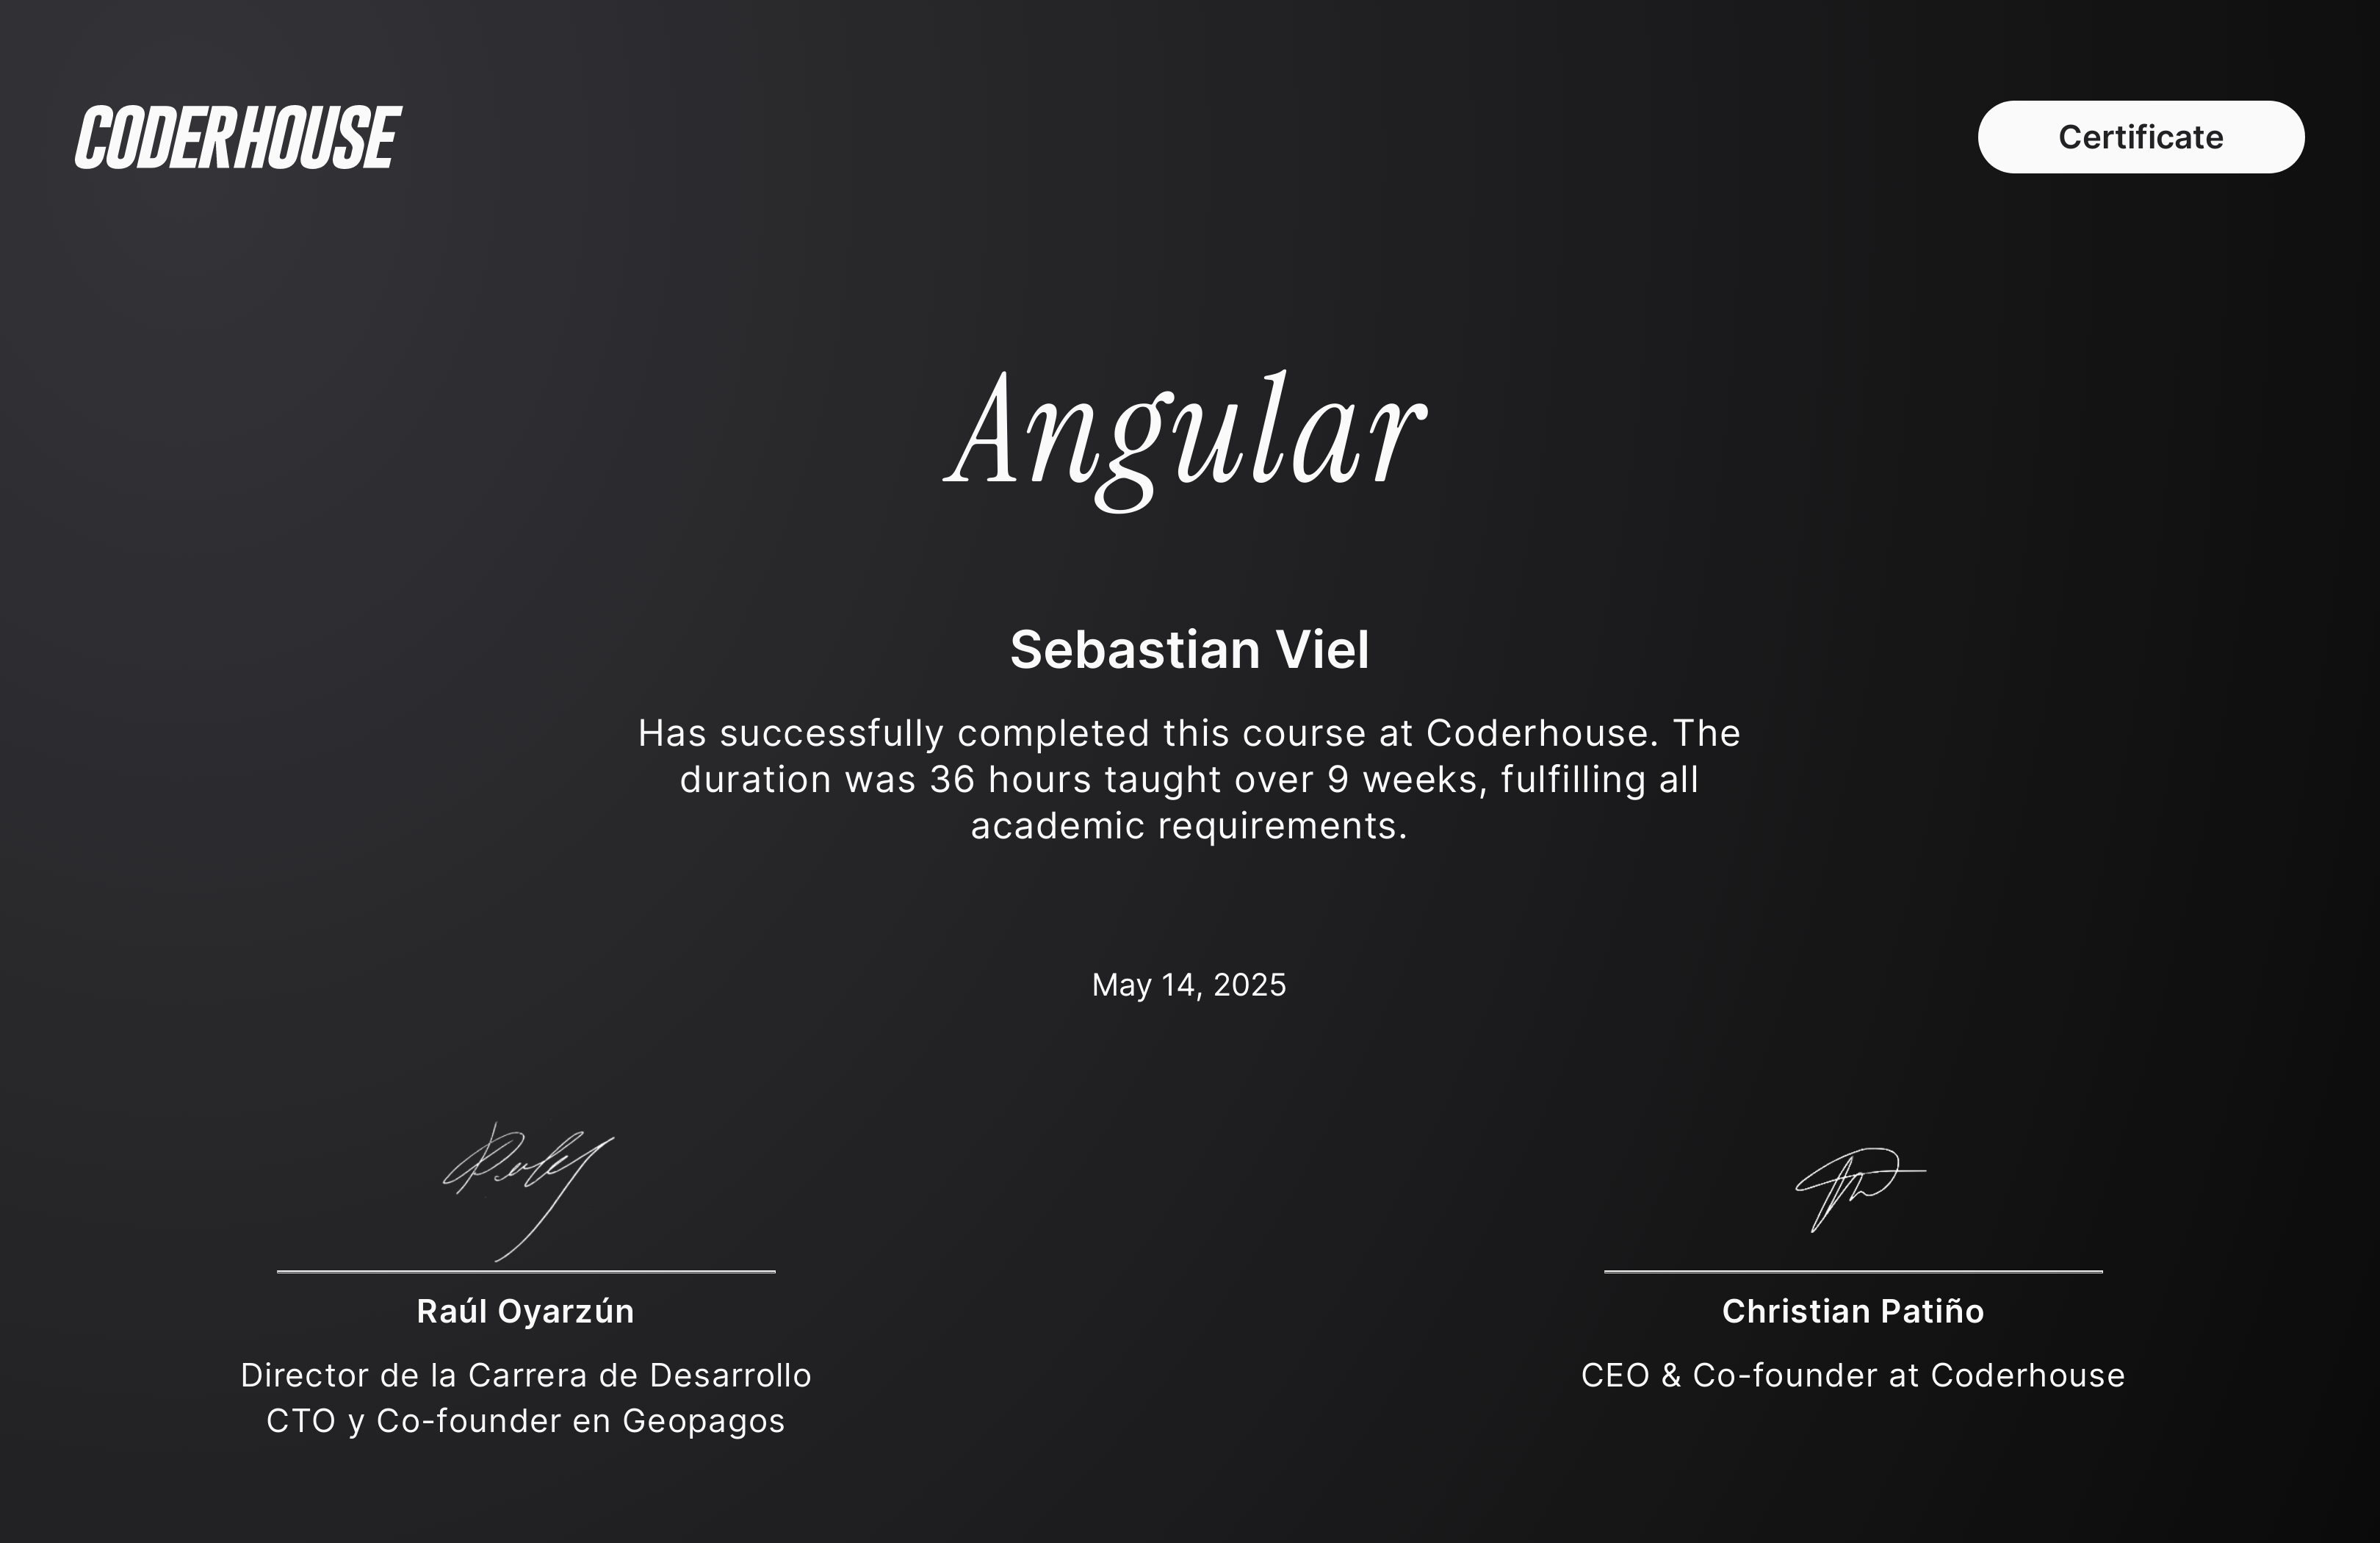 CODERHOUSE
Certificate
Angular
Sebastian Viel
Has successfully completed this course at Coderhouse. The
duration was 36 hours taught over 9 weeks, fulfilling all
academic requirements.
May 14, 2025
Raúl Oyarzún
Director de la Carrera de Desarrollo
CTO y Co-founder en Geopagos
Christian Patiño
CEO & Co-founder at Coderhouse